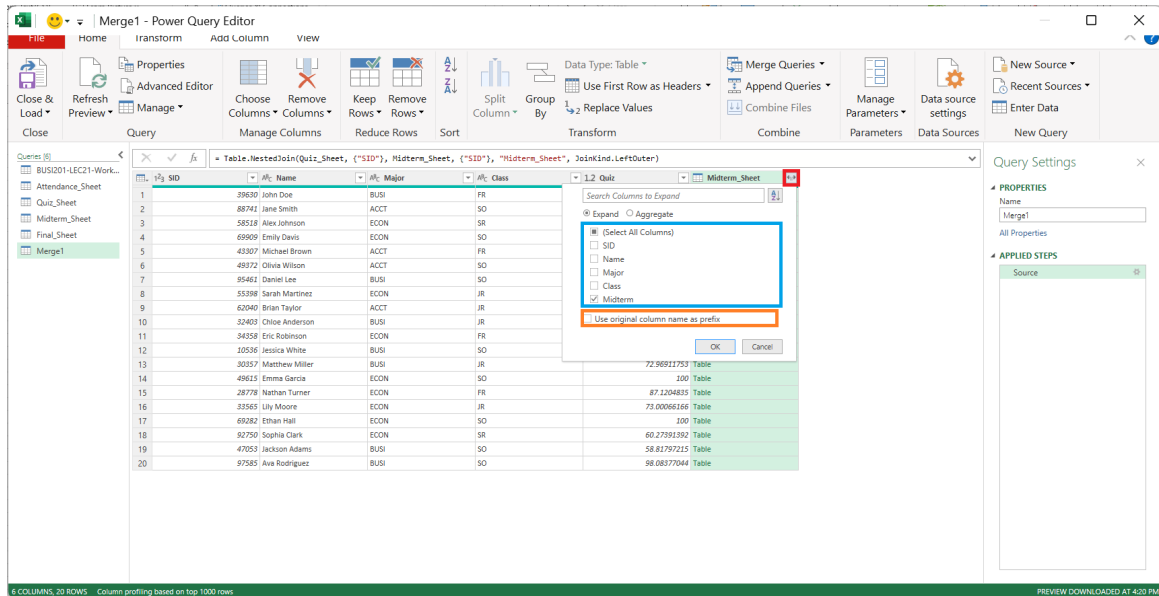 Merge1 - Power Query Editor
File Home Transform Add Column View
Close & Load
Refresh Preview
Properties
Advanced Editor
Manage
Choose Columns
Remove Columns
Keep Rows
Remove Rows
Split Column
Group By
Data Type: Table
Use First Row as Headers
Replace Values
Merge Queries
Append Queries
Combine Files
Manage Parameters
Data source settings
New Source
Recent Sources
Enter Data
Close Query Manage Columns Reduce Rows Sort Transform Combine Parameters Data Sources New Query
Queries [6]
BUSI201-LEC21-Work...
Attendance_Sheet
Quiz_Sheet
Midterm_Sheet
Final_Sheet
Merge1
= Table.NestedJoin(Quiz_Sheet, {"SID"}, Midterm_Sheet, {"SID"}, "Midterm_Sheet", JoinKind.LeftOuter)
SID Name Major Class 1.2 Quiz Midterm_Sheet
1 39630 John Doe BUSI FR
2 88741 Jane Smith ACCT SO
3 58518 Alex Johnson ECON SR
4 69909 Emily Davis ECON SO
5 43307 Michael Brown ACCT FR
6 49372 Olivia Wilson ACCT SO
7 95461 Daniel Lee BUSI SO
8 55398 Sarah Martinez ECON JR
9 62040 Brian Taylor ACCT JR
10 32403 Chloe Anderson BUSI JR
11 34358 Eric Robinson ECON FR
12 10536 Jessica White BUSI SO
13 30357 Matthew Miller BUSI JR 72.96911753 Table
14 49615 Emma Garcia ECON SO 100 Table
15 28778 Nathan Turner ECON FR 87.1204835 Table
16 33565 Lily Moore ECON JR 73.00066166 Table
17 69282 Ethan Hall ECON SO 100 Table
18 92750 Sophia Clark ECON SR 60.27391392 Table
19 47053 Jackson Adams BUSI SO 58.81797215 Table
20 97585 Ava Rodriguez BUSI SO 98.08377044 Table
Search Columns to Expand
Expand Aggregate
(Select All Columns)
SID
Name
Major
Class
Midterm
Use original column name as prefix
OK Cancel
Query Settings
PROPERTIES
Name
Merge1
All Properties
APPLIED STEPS
Source
6 COLUMNS, 20 ROWS Column profiling based on top 1000 rows PREVIEW DOWNLOADED AT 4:20 PM